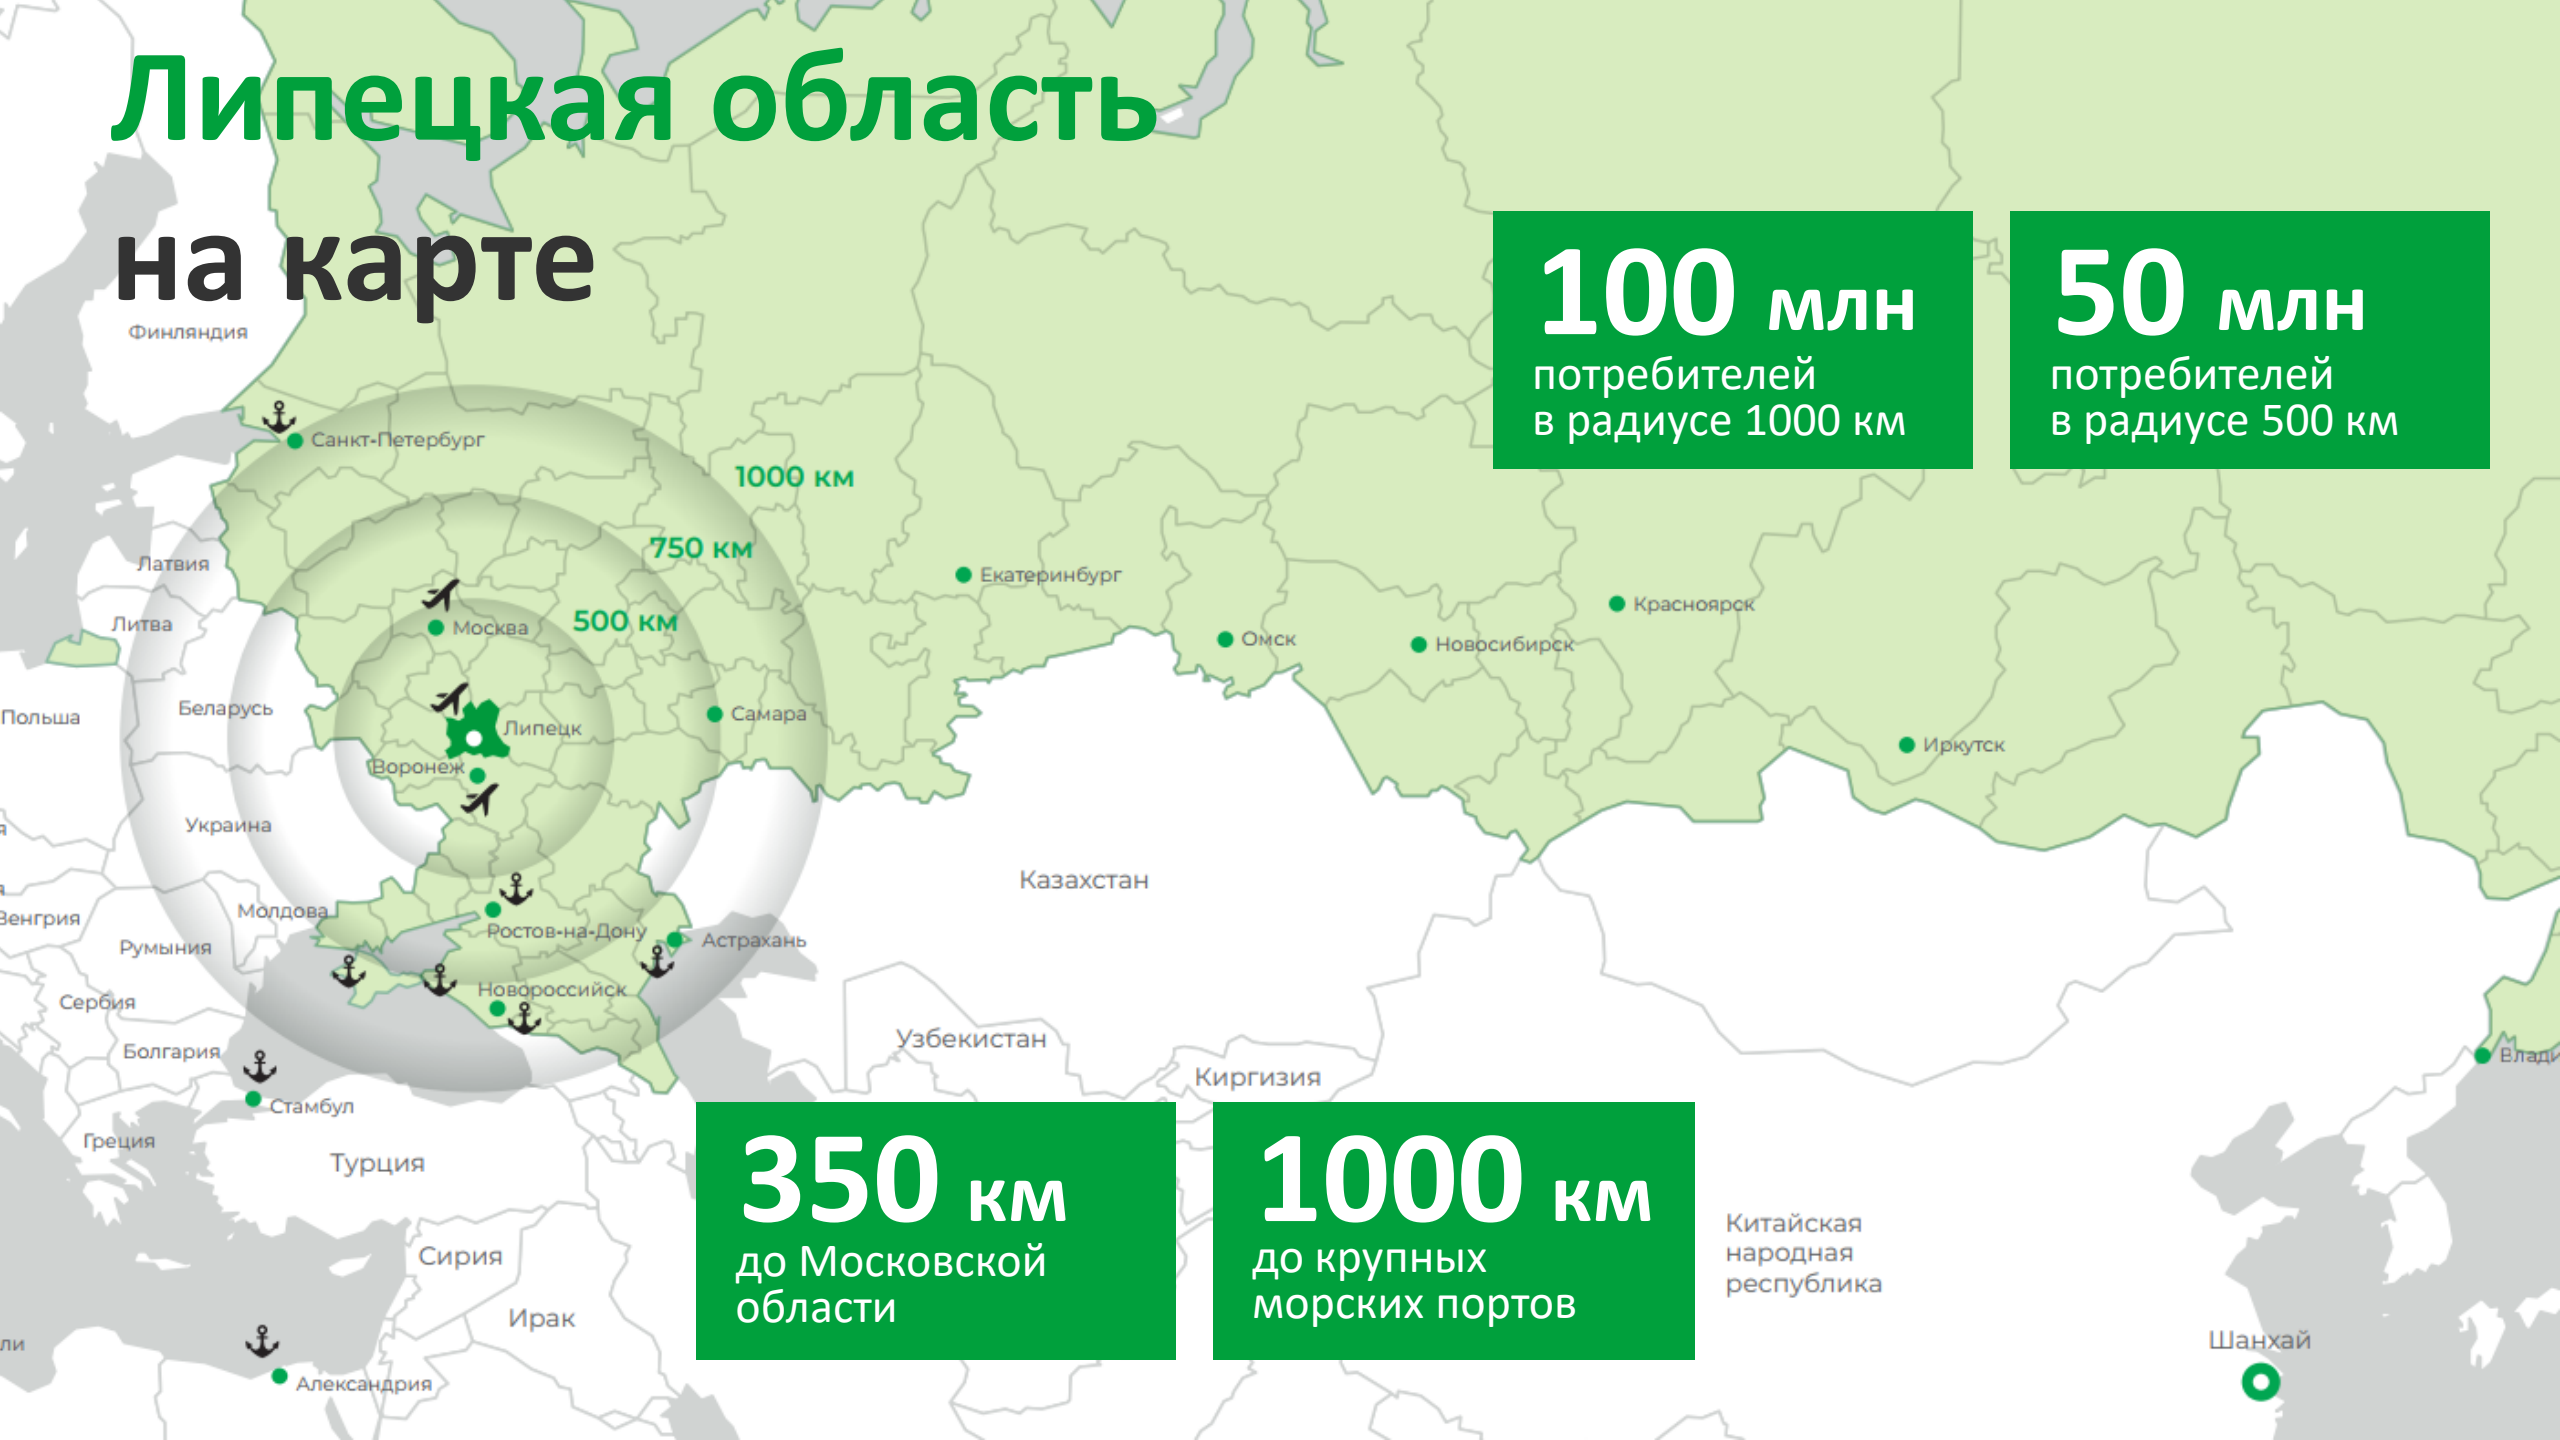 Липецкая область
на карте
100 млн
потребителей
в радиусе 1000 км
50 млн
потребителей
в радиусе 500 км
Финляндия
Санкт-Петербург
1000 км
750 км
Латвия
Екатеринбург
Красноярск
Литва
500 км
Москва
Омск
Новосибирск
Польша
Беларусь
Самара
Липецк
Иркутск
Воронеж
Украина
Казахстан
Молдова
Венгрия
Ростов-на-Дону
Астрахань
Румыния
Новороссийск
Сербия
Узбекистан
Болгария
Киргизия
Влади
Стамбул
Греция
Турция
350 км
до Московской
области
1000 км
до крупных
морских портов
Китайская
народная
республика
Сирия
Ирак
Шанхай
ли
Александрия